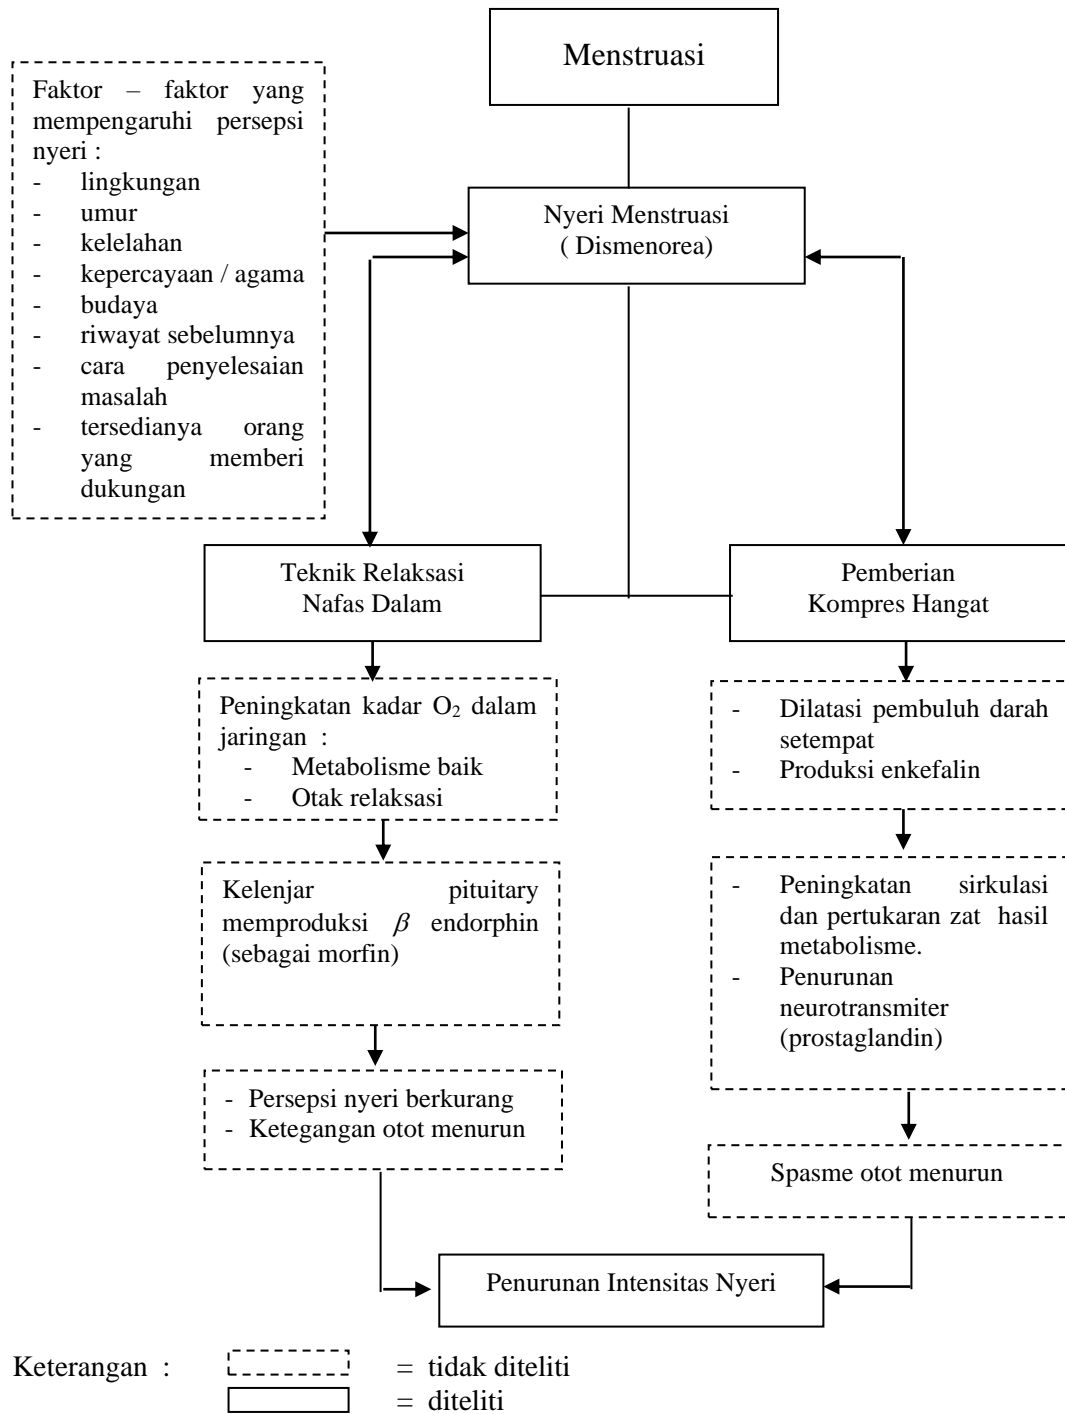 Menstruasi
Faktor – faktor yang
mempengaruhi persepsi
nyeri :
- lingkungan
- umur
- kelelahan
- kepercayaan / agama
- budaya
- riwayat sebelumnya
- cara penyelesaian
masalah
- tersedianya orang
yang memberi
dukungan
Nyeri Menstruasi
( Dismenorea)
Teknik Relaksasi
Nafas Dalam
Pemberian
Kompres Hangat
Peningkatan kadar O₂ dalam
jaringan :
- Metabolisme baik
- Otak relaksasi
- Dilatasi pembuluh darah
setempat
- Produksi enkefalin
Kelenjar pituitary
memproduksi β endorphin
(sebagai morfin)
- Peningkatan sirkulasi
dan pertukaran zat hasil
metabolisme.
- Penurunan
neurotransmiter
(prostaglandin)
- Persepsi nyeri berkurang
- Ketegangan otot menurun
Spasme otot menurun
Penurunan Intensitas Nyeri
Keterangan :
= tidak diteliti
= diteliti